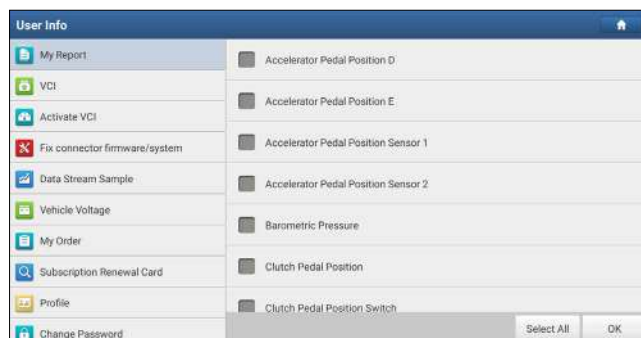 User Info
My Report
VCI
Activate VCI
Fix connector firmware/system
Data Stream Sample
Vehicle Voltage
My Order
Subscription Renewal Card
Profile
Change Password
Accelerator Pedal Position D
Accelerator Pedal Position E
Accelerator Pedal Position Sensor 1
Accelerator Pedal Position Sensor 2
Barometric Pressure
Clutch Pedal Position
Clutch Pedal Position Switch
Select All
OK